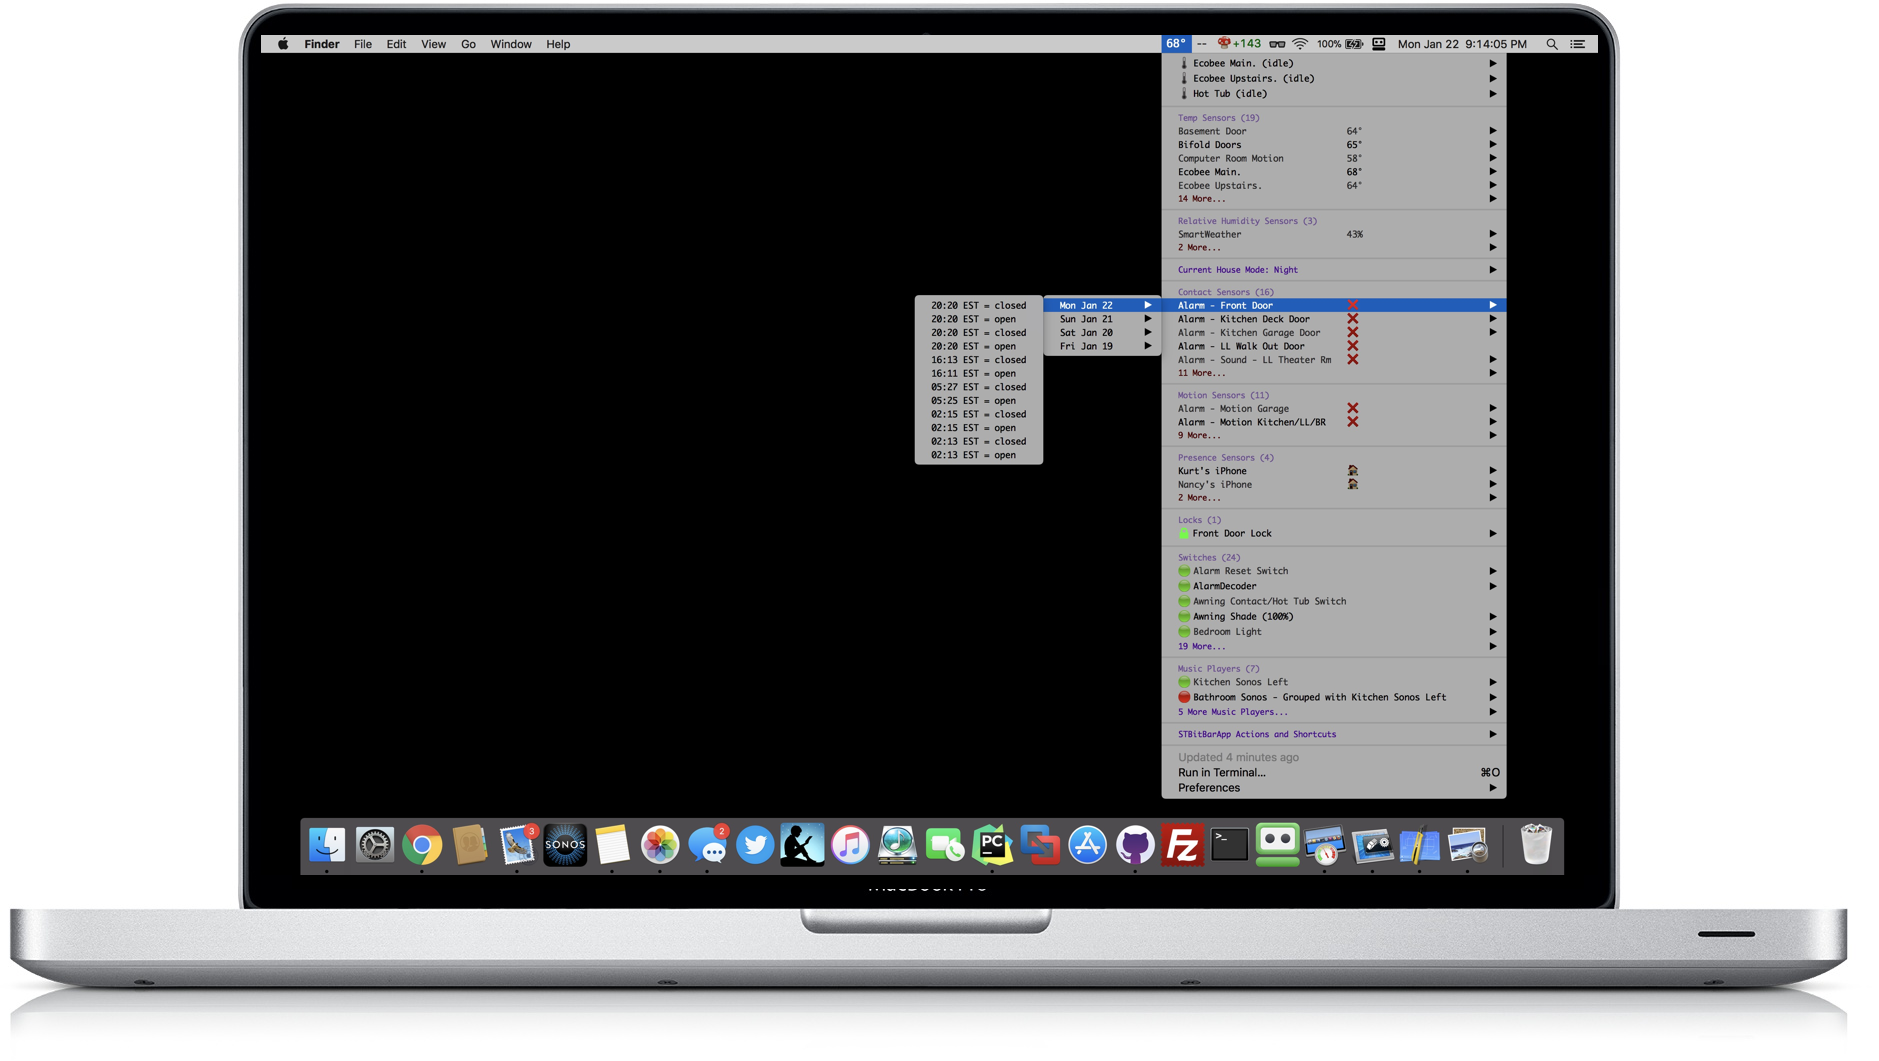 Finder File Edit View Go Window Help 68° -- +143 100% Mon Jan 22 9:14:05 PM
Ecobee Main. (idle)
Ecobee Upstairs. (idle)
Hot Tub (idle)
Temp Sensors (19)
Basement Door 64°
Bifold Doors 65°
Computer Room Motion 58°
Ecobee Main. 68°
Ecobee Upstairs. 64°
14 More...
Relative Humidity Sensors (3)
SmartWeather 43%
2 More...
Current House Mode: Night
Contact Sensors (16)
Alarm - Front Door
Alarm - Kitchen Deck Door
Alarm - Kitchen Garage Door
Alarm - LL Walk Out Door
Alarm - Sound - LL Theater Rm
11 More...
Mon Jan 22
Sun Jan 21
Sat Jan 20
Fri Jan 19
20:20 EST = closed
20:20 EST = open
20:20 EST = closed
20:20 EST = open
16:13 EST = closed
16:11 EST = open
05:27 EST = closed
05:25 EST = open
02:15 EST = closed
02:15 EST = open
02:13 EST = closed
02:13 EST = open
Motion Sensors (11)
Alarm - Motion Garage
Alarm - Motion Kitchen/LL/BR
9 More...
Presence Sensors (4)
Kurt's iPhone
Nancy's iPhone
2 More...
Locks (1)
Front Door Lock
Switches (24)
Alarm Reset Switch
AlarmDecoder
Awning Contact/Hot Tub Switch
Awning Shade (100%)
Bedroom Light
19 More...
Music Players (7)
Kitchen Sonos Left
Bathroom Sonos - Grouped with Kitchen Sonos Left
5 More Music Players...
STBitBarApp Actions and Shortcuts
Updated 4 minutes ago
Run in Terminal... ⌘O
Preferences
3 SONOS 2 PC Fz >_